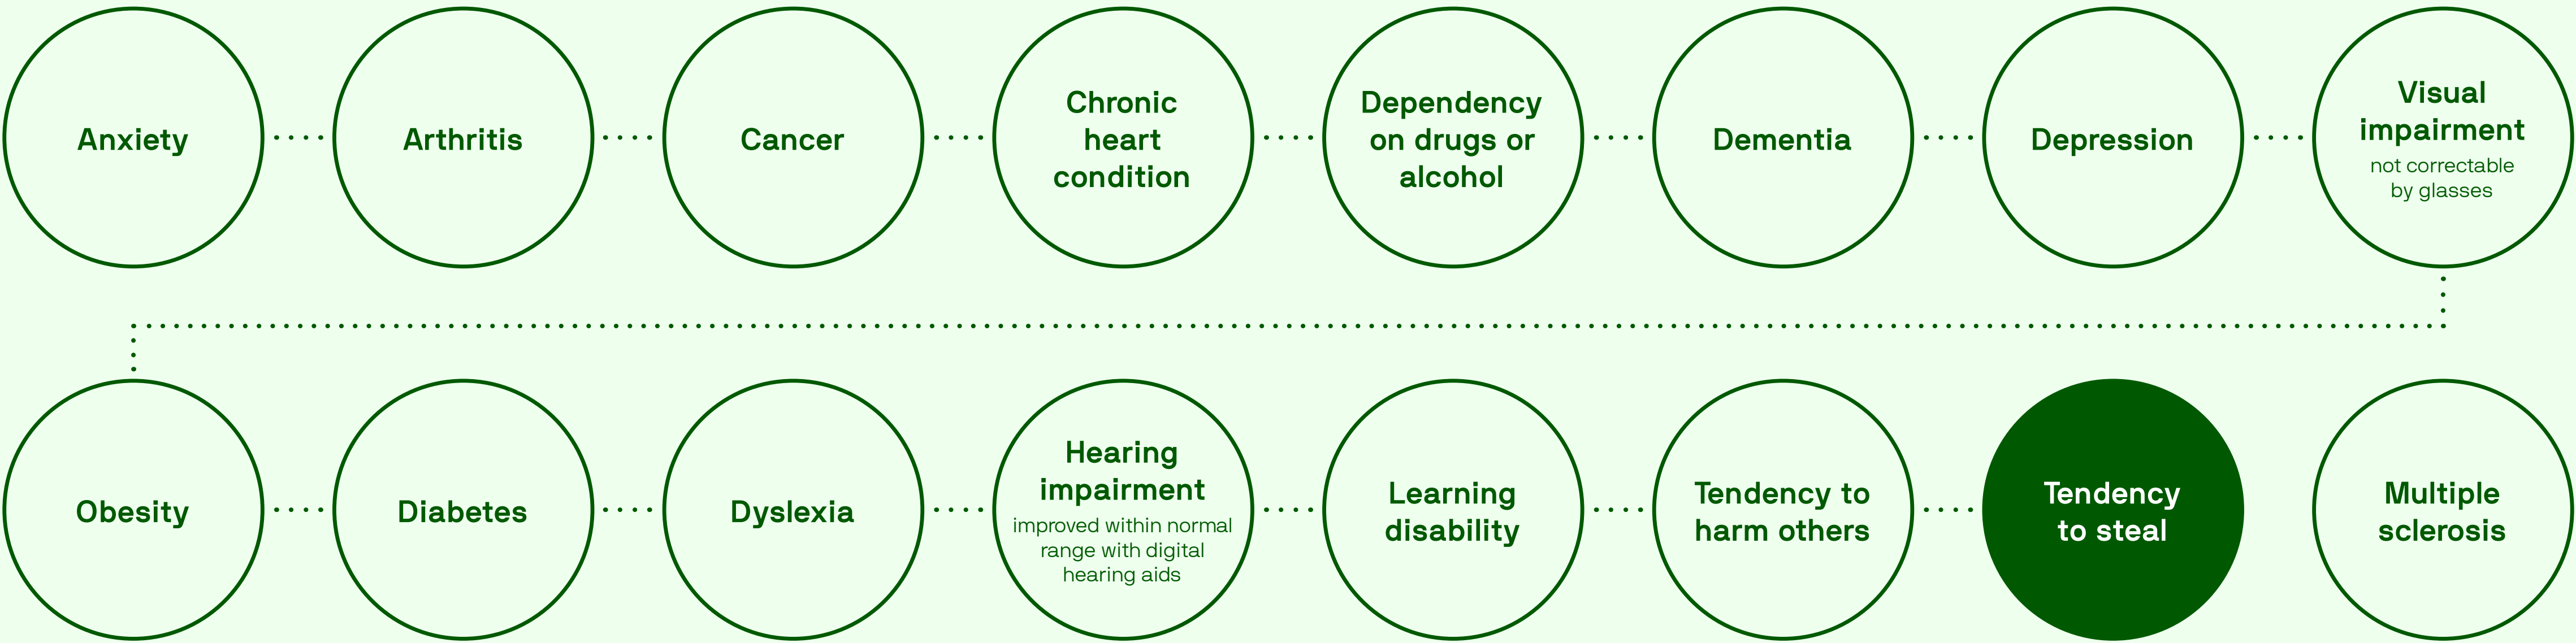 Anxiety
Arthritis
Cancer
Chronic
heart
condition
Dependency
on drugs or
alcohol
Dementia
Depression
Visual
impairment
not correctable
by glasses
Obesity
Diabetes
Dyslexia
Hearing
impairment
improved within normal
range with digital
hearing aids
Learning
disability
Tendency to
harm others
Tendency
to steal
Multiple
sclerosis